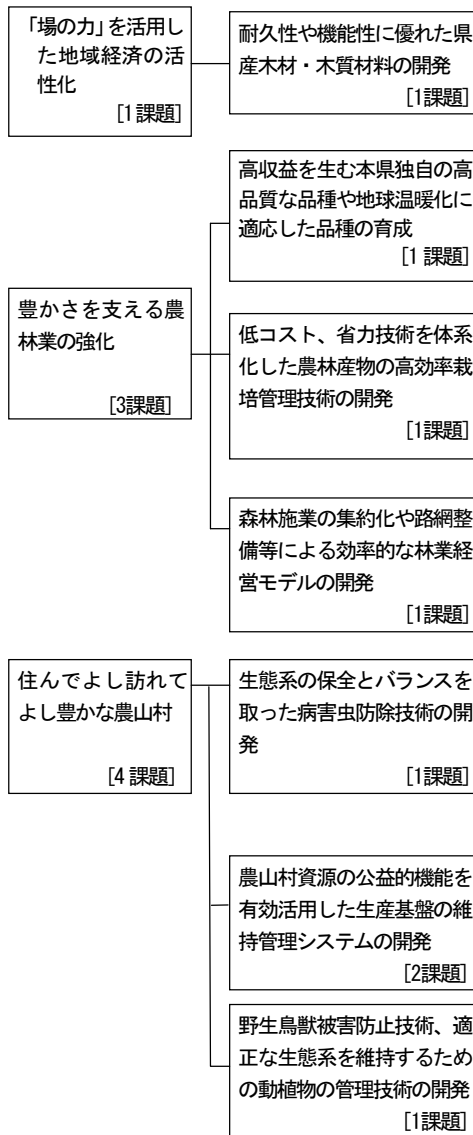 「場の力」を活用し
た地域経済の活
性化
[1課題]
耐久性や機能性に優れた県
産木材・木質材料の開発
[1課題]
高収益を生む本県独自の高
品質な品種や地球温暖化に
適応した品種の育成
[1 課題]
豊かさを支える農
林業の強化
[3課題]
低コスト、省力技術を体系
化した農林産物の高効率栽
培管理技術の開発
[1課題]
森林施業の集約化や路網整
備等による効率的な林業経
営モデルの開発
[1課題]
住んでよし訪れて
よし豊かな農山村
[4 課題]
生態系の保全とバランスを
取った病害虫防除技術の開
発
[1課題]
農山村資源の公益的機能を
有効活用した生産基盤の維
持管理システムの開発
[2課題]
野生鳥獣被害防止技術、適
正な生態系を維持するため
の動植物の管理技術の開発
[1課題]